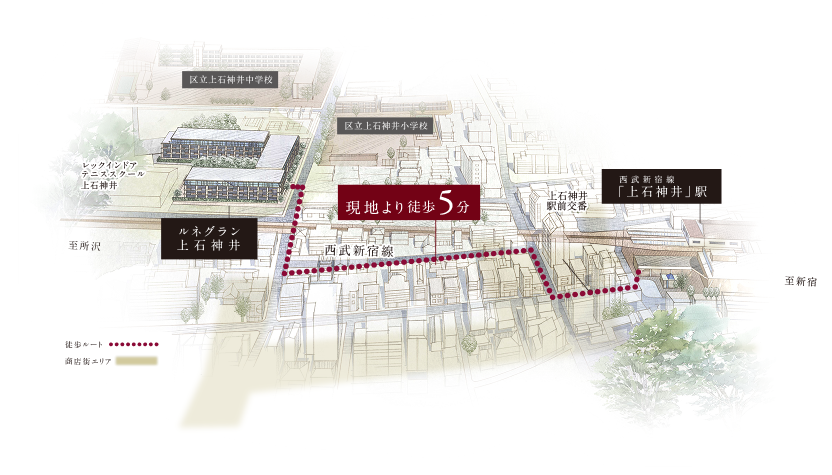 区立上石神井中学校
区立上石神井小学校
レックインドア
テニススクール
上石神井
西武新宿線
「上石神井」駅
上石神井
駅前交番
現地より徒歩5分
ルネグラン
上石神井
至所沢
西武新宿線
至新宿
徒歩ルート
商店街エリア